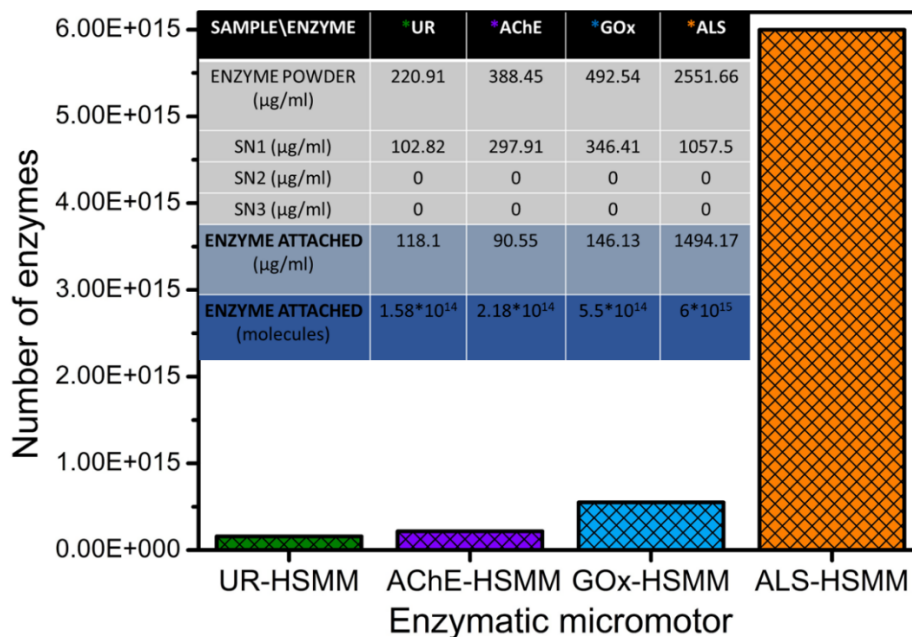 6.00E+015
5.00E+015
4.00E+015
3.00E+015
2.00E+015
1.00E+015
0.00E+000
Number of enzymes
SAMPLE\ENZYME *UR *AChE *GOx *ALS
ENZYME POWDER
(µg/ml) 220.91 388.45 492.54 2551.66
SN1 (µg/ml) 102.82 297.91 346.41 1057.5
SN2 (µg/ml) 0 0 0 0
SN3 (µg/ml) 0 0 0 0
ENZYME ATTACHED
(µg/ml) 118.1 90.55 146.13 1494.17
ENZYME ATTACHED
(molecules) 1.58*10¹⁴ 2.18*10¹⁴ 5.5*10¹⁴ 6*10¹⁵
UR-HSMM AChE-HSMM GOx-HSMM ALS-HSMM
Enzymatic micromotor